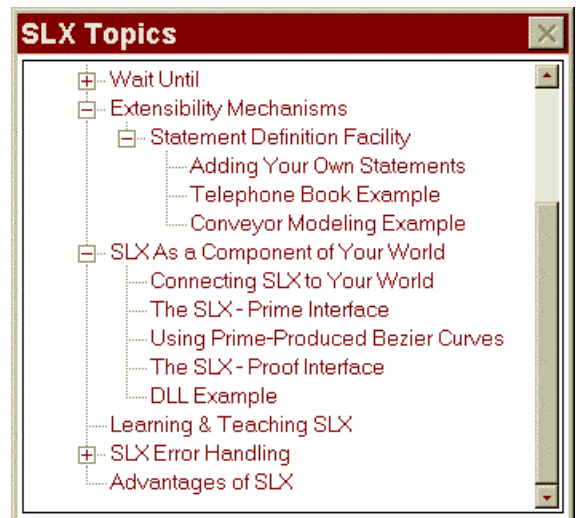 SLX Topics
Wait Until
Extensibility Mechanisms
Statement Definition Facility
Adding Your Own Statements
Telephone Book Example
Conveyor Modeling Example
SLX As a Component of Your World
Connecting SLX to Your World
The SLX - Prime Interface
Using Prime-Produced Bezier Curves
The SLX - Proof Interface
DLL Example
Learning & Teaching SLX
SLX Error Handling
Advantages of SLX